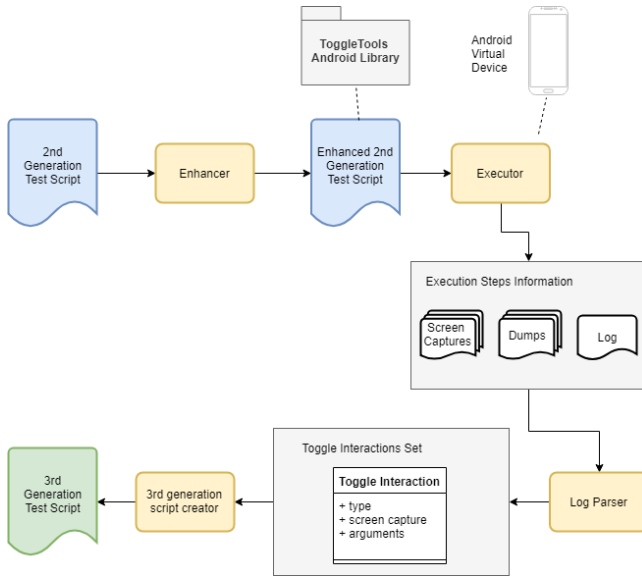 ToggleTools
Android Library
Android
Virtual
Device
2nd
Generation
Test Script
Enhancer
Enhanced 2nd
Generation
Test Script
Executor
Execution Steps Information
Screen
Captures
Dumps
Log
Toggle Interactions Set
Toggle Interaction
+ type
+ screen capture
+ arguments
3rd
Generation
Test Script
3rd generation
script creator
Log Parser